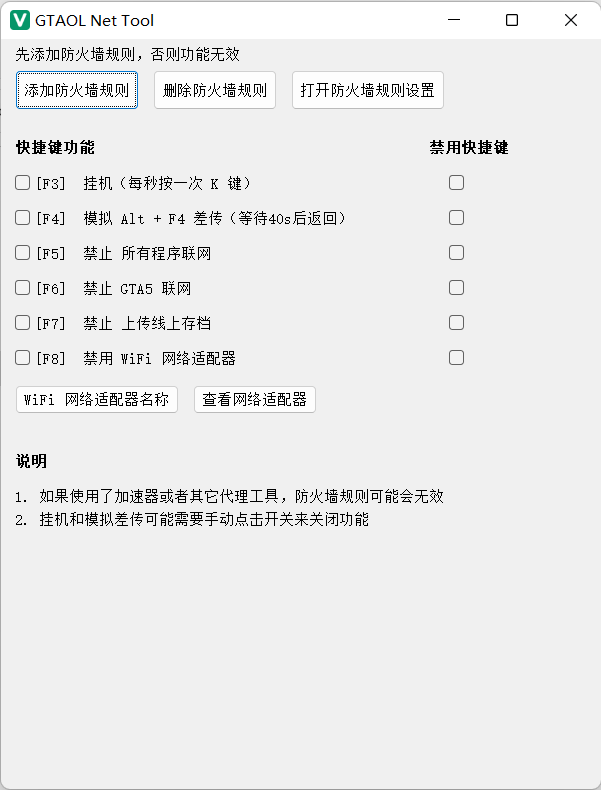 GTAOL Net Tool
先添加防火墙规则，否则功能无效
添加防火墙规则 删除防火墙规则 打开防火墙规则设置
快捷键功能 禁用快捷键
[F3] 挂机（每秒按一次 K 键）
[F4] 模拟 Alt + F4 差传（等待40s后返回）
[F5] 禁止 所有程序联网
[F6] 禁止 GTA5 联网
[F7] 禁止 上传线上存档
[F8] 禁用 WiFi 网络适配器
WiFi 网络适配器名称 查看网络适配器
说明
1. 如果使用了加速器或者其它代理工具，防火墙规则可能会无效
2. 挂机和模拟差传可能需要手动点击开关来关闭功能